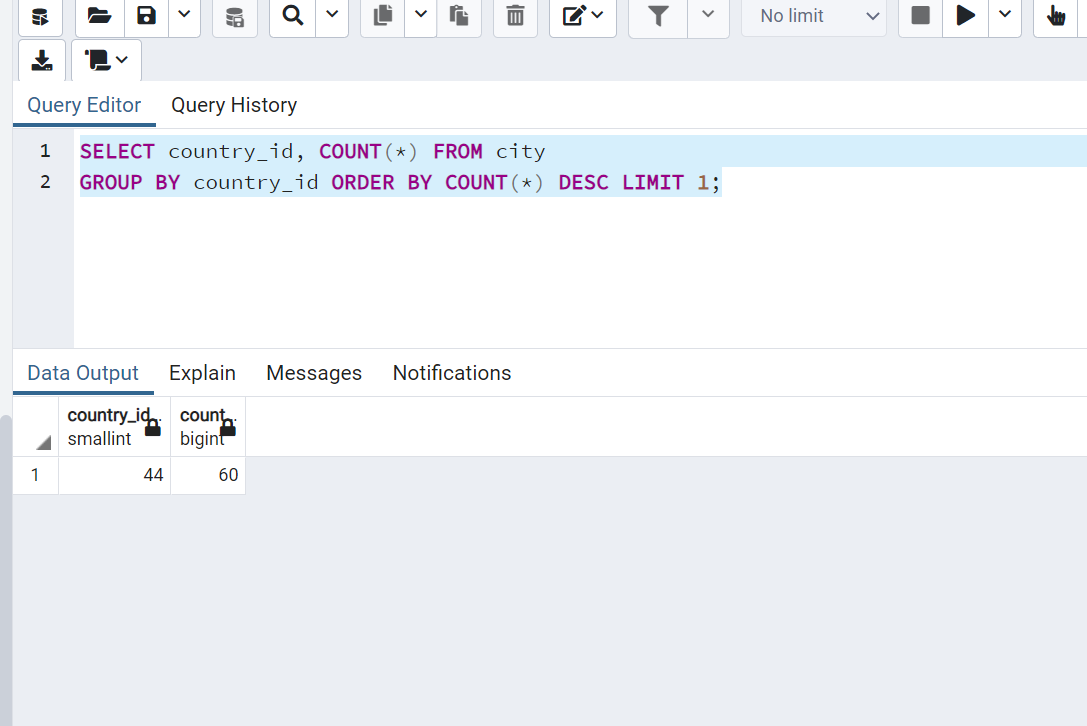 No limit
Query Editor Query History
1 SELECT country_id, COUNT(*) FROM city
2 GROUP BY country_id ORDER BY COUNT(*) DESC LIMIT 1;
Data Output Explain Messages Notifications
country_id.. count..
smallint bigint
1 44 60